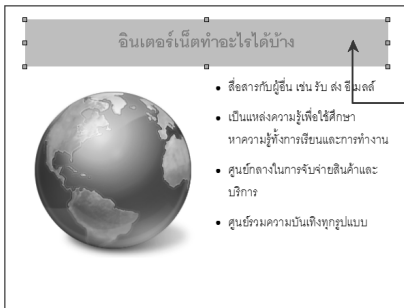 อินเตอร์เน็ตทำอะไรได้บ้าง
• สื่อสารกับผู้อื่น เช่น รับ ส่ง อีเมลล์
• เป็นแหล่งความรู้เพื่อใช้ศึกษา
หาความรู้ทั้งการเรียนและการทำงาน
• ศูนย์กลางในการจับจ่ายสินค้าและ
บริการ
• ศูนย์รวมความบันเทิงทุกรูปแบบ